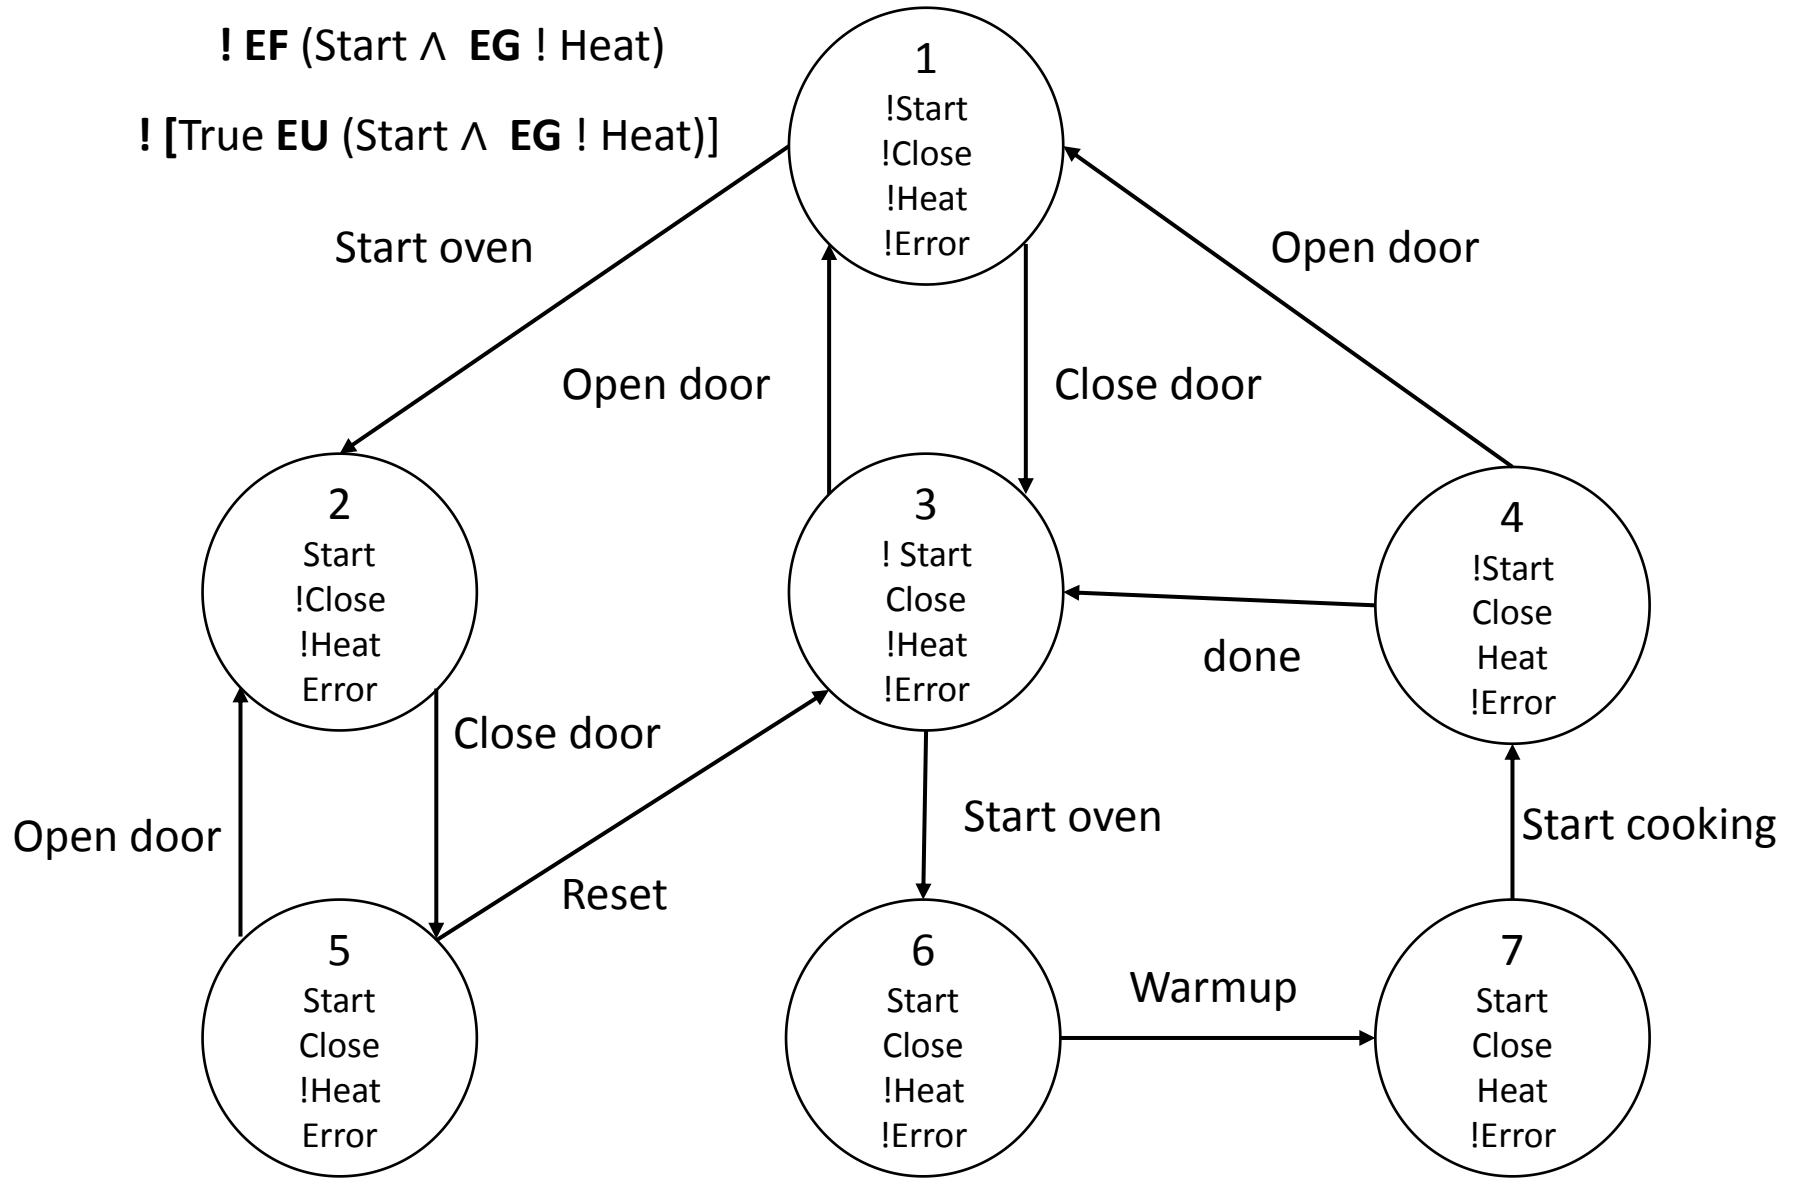 ! EF (Start ∧ EG ! Heat)
! [True EU (Start ∧ EG ! Heat)]
1
!Start
!Close
!Heat
!Error
Start oven
Open door
Open door
Close door
2
Start
!Close
!Heat
Error
3
! Start
Close
!Heat
!Error
4
!Start
Close
Heat
!Error
done
Close door
Open door
Start oven
Start cooking
Reset
5
Start
Close
!Heat
Error
6
Start
Close
!Heat
!Error
Warmup
7
Start
Close
Heat
!Error